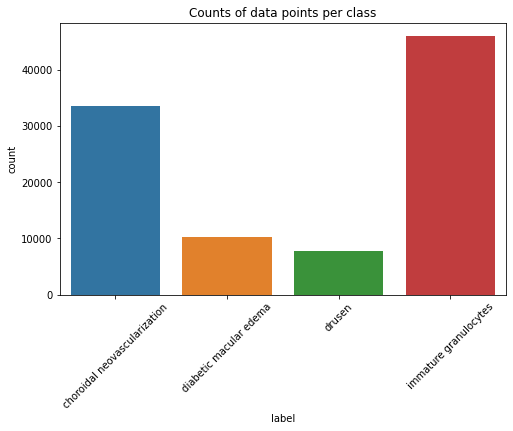 Counts of data points per class
count
40000
30000
20000
10000
0
choroidal neovascularization
diabetic macular edema
drusen
immature granulocytes
label